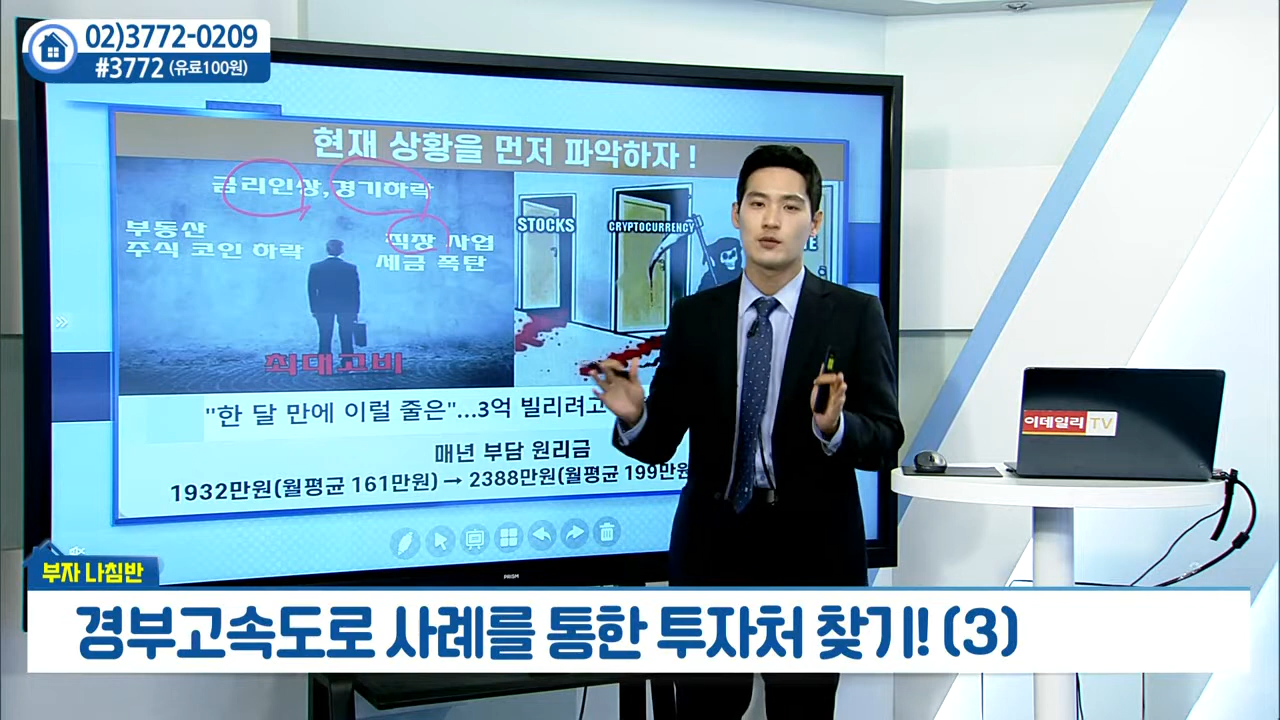 02)3772-0209
#3772 (유료100원)
현재 상황을 먼저 파악하자 !
금리인상, 경기하락
부동산
주식 코인 하락
직장 사업
세금 폭탄
최대고비
STOCKS
CRYPTOCURRENCY
"한 달 만에 이럴 줄은"...3억 빌리려고
매년 부담 원리금
1932만원(월평균 161만원) → 2388만원(월평균 199만원
PRISM
이데일리 TV
부자 나침반
경부고속도로 사례를 통한 투자처 찾기! (3)